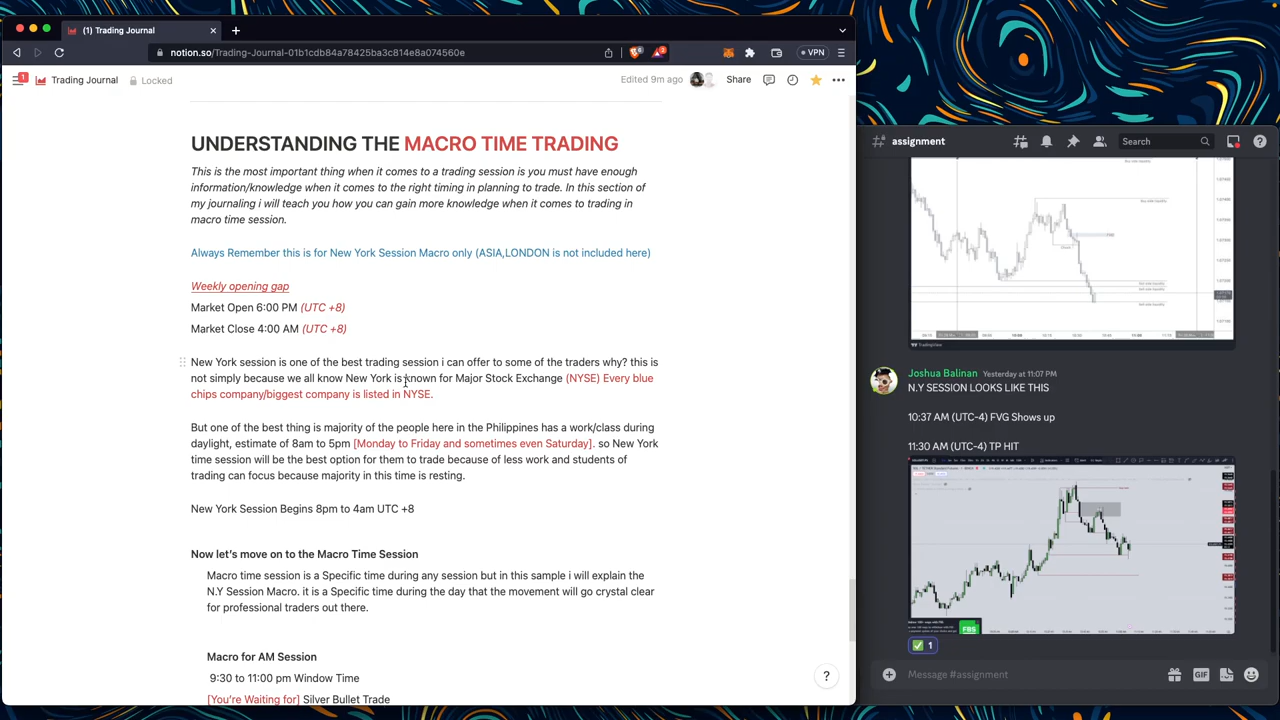 (1) Trading Journal
notion.so/Trading-Journal-01b1cdb84a78425ba3c814e8a074560e
VPN
1
Trading Journal
Locked
Edited 9m ago
Share
UNDERSTANDING THE MACRO TIME TRADING
This is the most important thing when it comes to a trading session is you must have enough
information/knowledge when it comes to the right timing in planning to trade. In this section of
my journaling i will teach you how you can gain more knowledge when it comes to trading in
macro time session.
Always Remember this is for New York Session Macro only (ASIA,LONDON is not included here)
Weekly opening gap
Market Open 6:00 PM (UTC +8)
Market Close 4:00 AM (UTC +8)
New York session is one of the best trading session i can offer to some of the traders why? this is
not simply because we all know New York is known for Major Stock Exchange (NYSE) Every blue
chips company/biggest company is listed in NYSE.
But one of the best thing is majority of the people here in the Philippines has a work/class during
daylight, estimate of 8am to 5pm [Monday to Friday and sometimes even Saturday]. so New York
time session will be the best option for them to trade because of less work and students of
trading can focus because majority in this time is resting.
New York Session Begins 8pm to 4am UTC +8
Now let's move on to the Macro Time Session
Macro time session is a Specific time during any session but in this sample i will explain the
N.Y Session Macro. it is a Specific time during the day that the movement will go crystal clear
for professional traders out there.
Macro for AM Session
9:30 to 11:00 pm Window Time
[You're Waiting for] Silver Bullet Trade
?
assignment
Search
TradingView
Joshua Balinan Yesterday at 11:07 PM
N.Y SESSION LOOKS LIKE THIS
10:37 AM (UTC-4) FVG Shows up
11:30 AM (UTC-4) TP HIT
FBS
1
Message #assignment
GIF